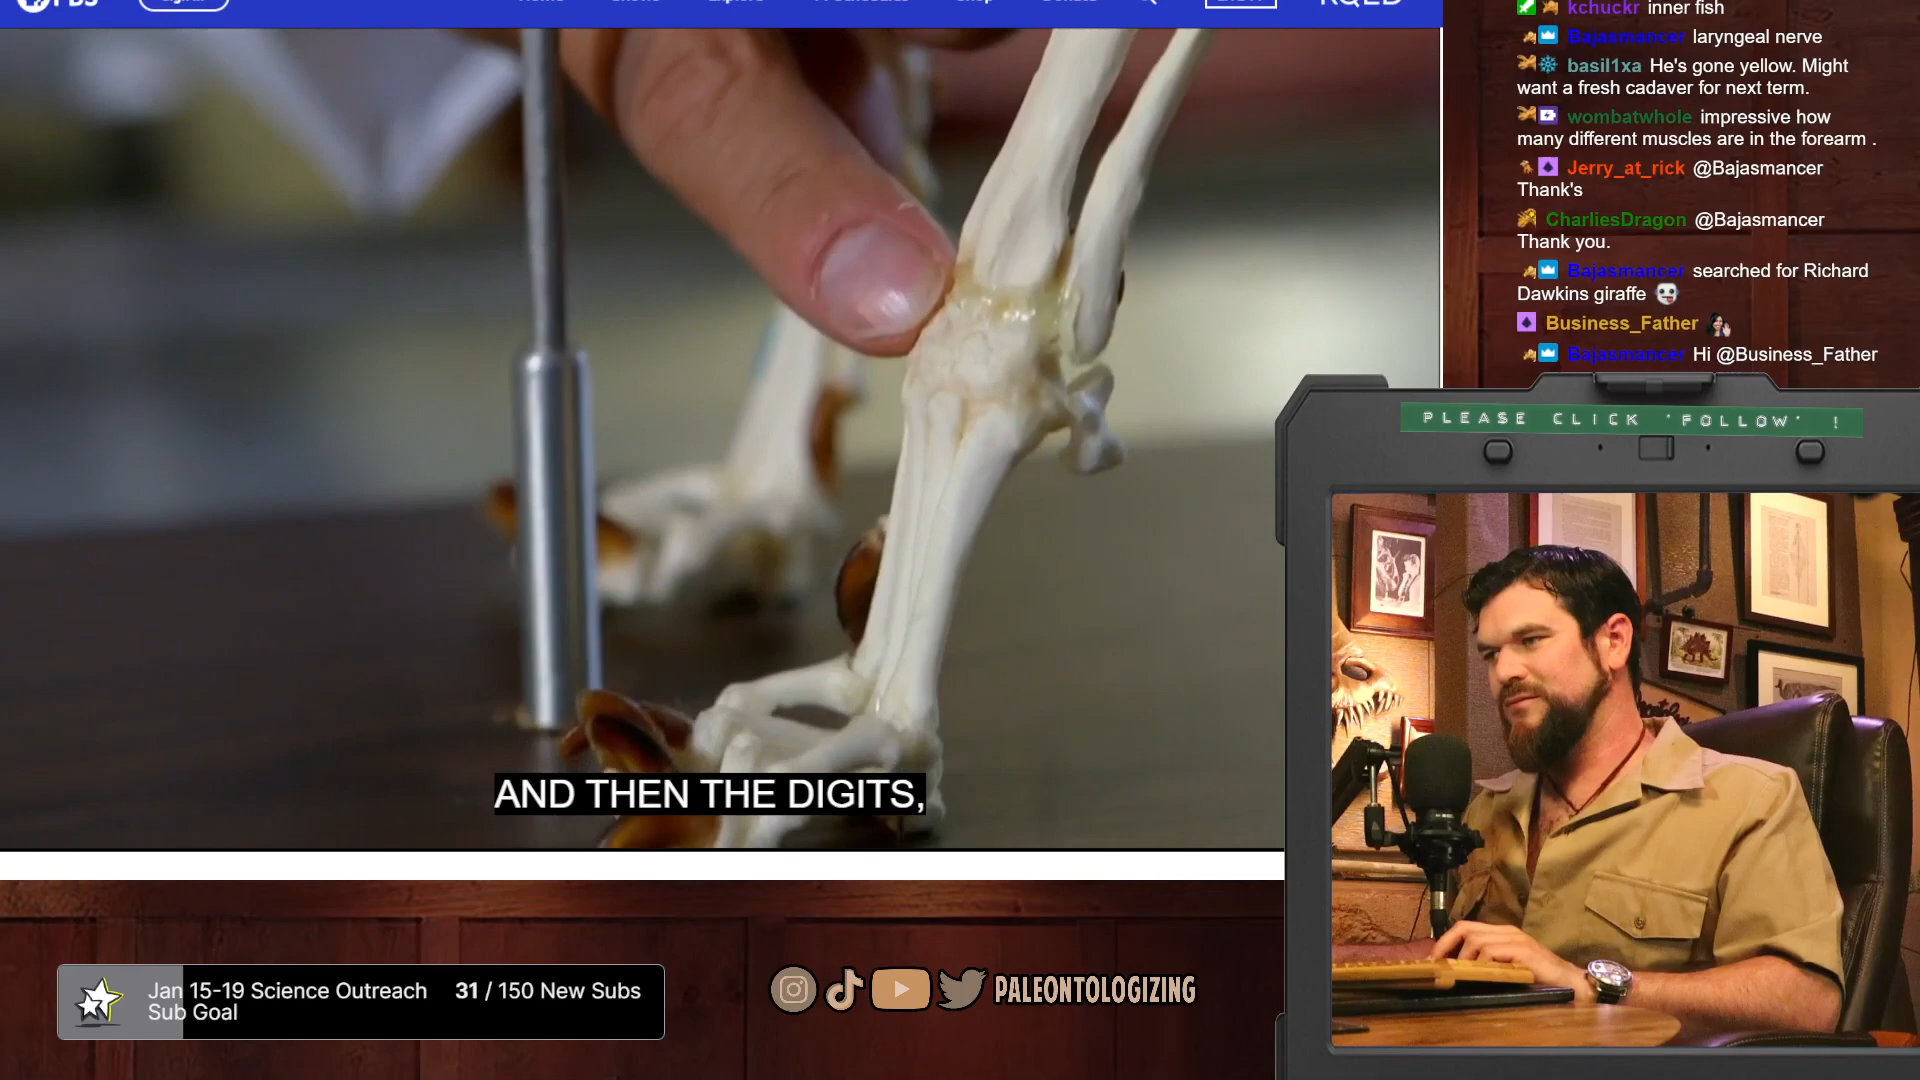 PBS
KQED
kchuckr inner fish
Bajasmancer laryngeal nerve
basil1xa He's gone yellow. Might
want a fresh cadaver for next term.
wombatwhole impressive how
many different muscles are in the forearm .
Jerry_at_rick @Bajasmancer
Thank's
CharliesDragon @Bajasmancer
Thank you.
Bajasmancer searched for Richard
Dawkins giraffe
Business_Father
Bajasmancer Hi @Business_Father
PLEASE CLICK "FOLLOW" !
AND THEN THE DIGITS,
Jan 15-19 Science Outreach
Sub Goal
31 / 150 New Subs
PALEONTOLOGIZING